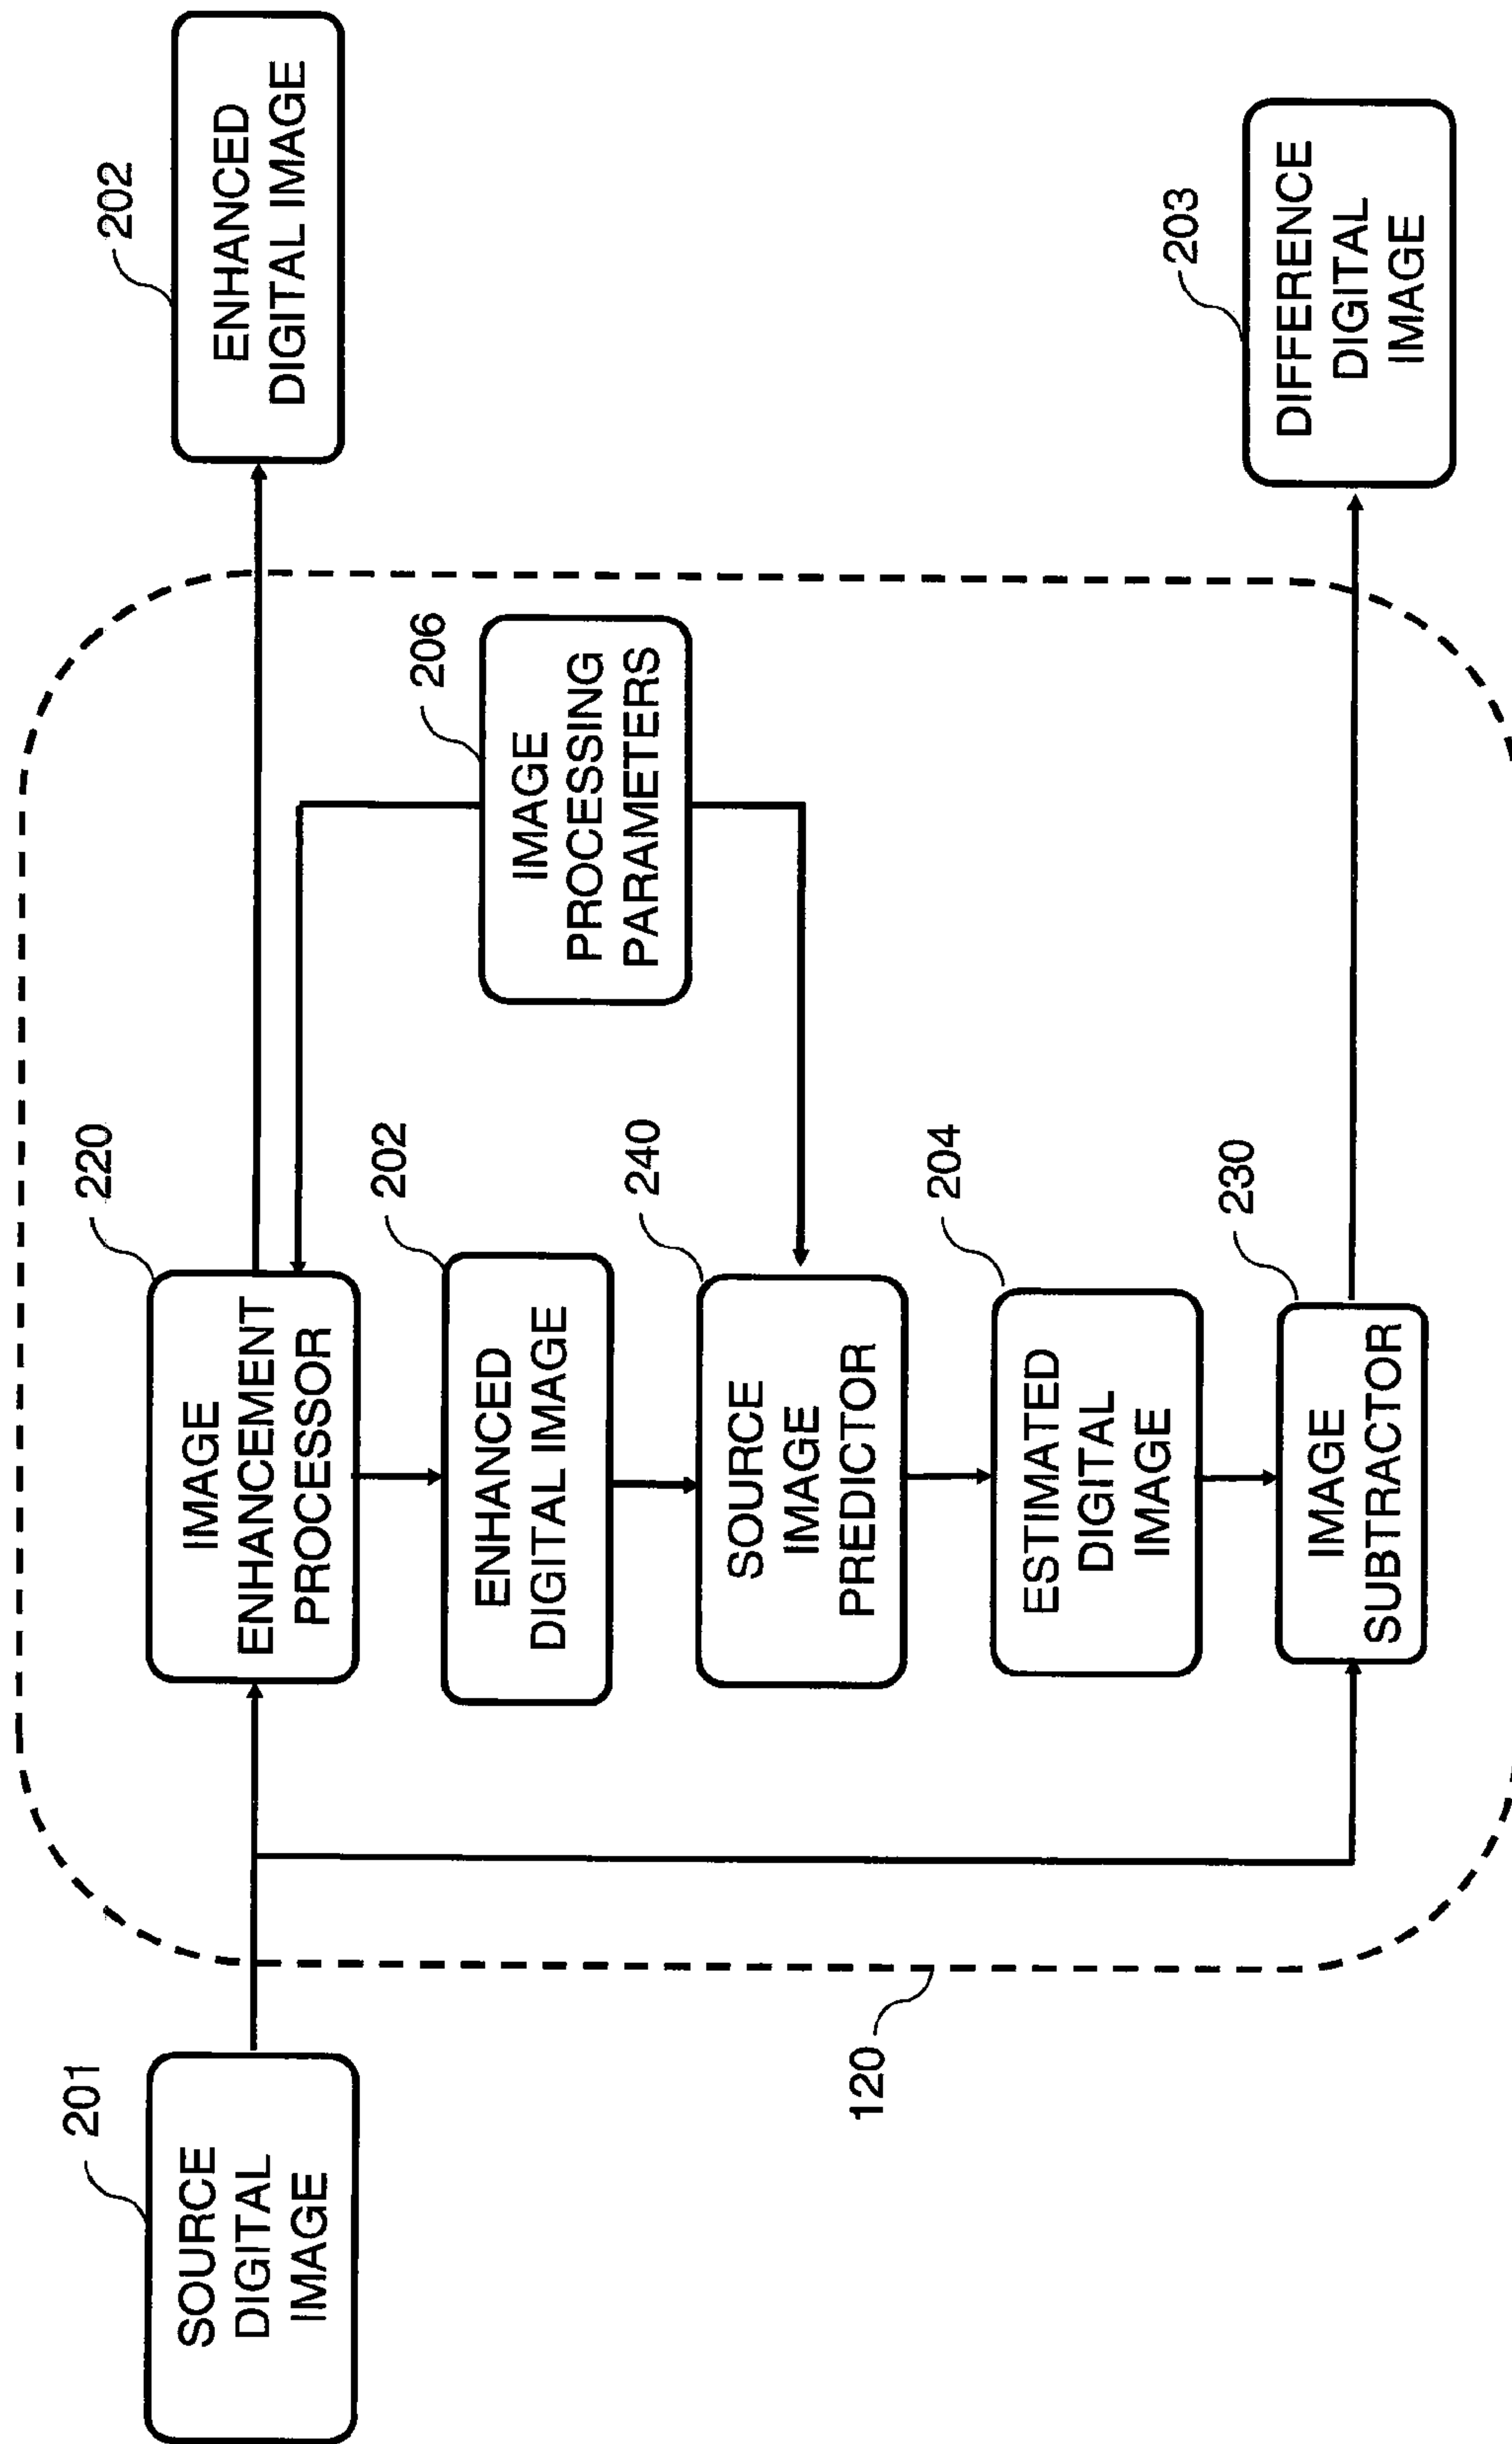 201
SOURCE
DIGITAL
IMAGE
120
220
IMAGE
ENHANCEMENT
PROCESSOR
202
ENHANCED
DIGITAL IMAGE
240
SOURCE
IMAGE
PREDICTOR
204
ESTIMATED
DIGITAL
IMAGE
230
IMAGE
SUBTRACTOR
206
IMAGE
PROCESSING
PARAMETERS
202
ENHANCED
DIGITAL IMAGE
203
DIFFERENCE
DIGITAL
IMAGE